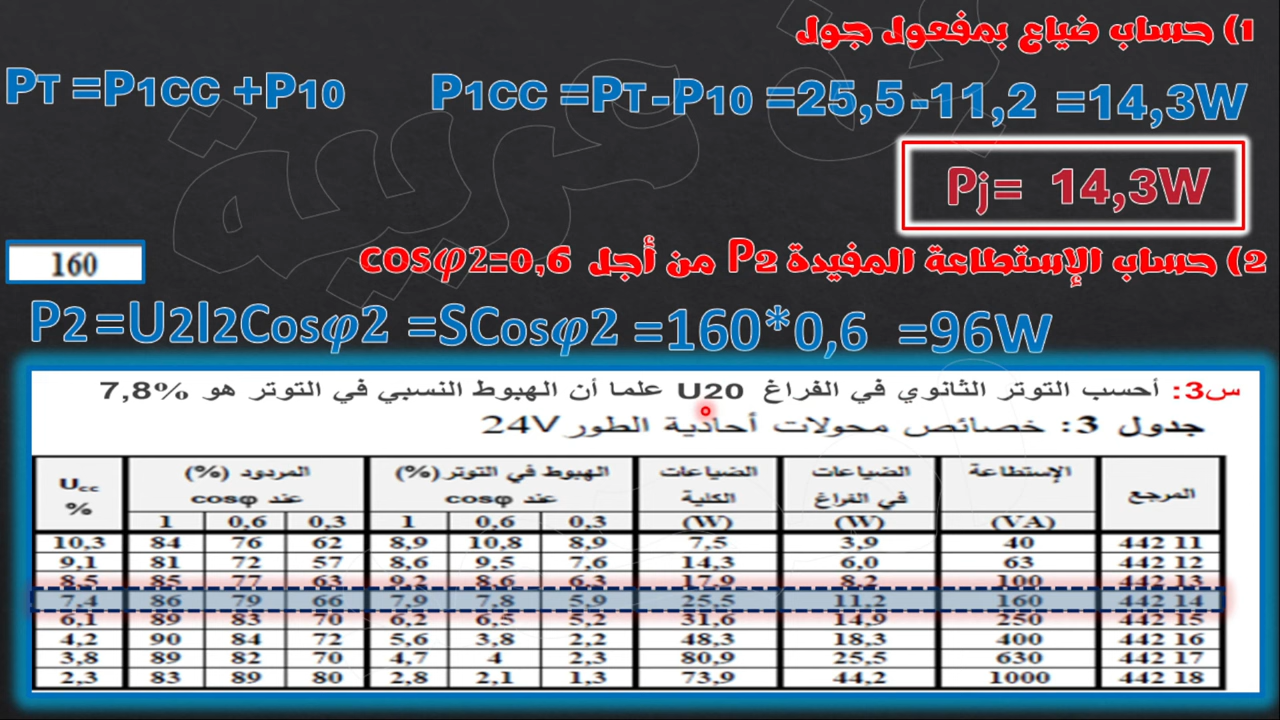 1) حساب ضياع بمفعول جول
PT =P1CC +P10 P1CC =PT-P10 =25,5-11,2 =14,3W
Pj= 14,3W
2) حساب الإستطاعة المفيدة P2 من أجل cosφ2=0,6
160
P2=U2I2Cosφ2 =SCosφ2 =160*0,6 =96W
س3: أحسب التوتر الثانوي في الفراغ U20 علما أن الهبوط النسبي في التوتر هو %7,8
جدول 3: خصائص محولات أحادية الطور 24V
Ucc % المردود (%) الهبوط في التوتر(%) الضياعات الضياعات الإستطاعة المرجع
عند cosφ عند cosφ الكلية في الفراغ
1 0,6 0,3 1 0,6 0,3 (W) (W) (VA)
10,3 84 76 62 8,9 10,8 8,9 7,5 3,9 40 442 11
9,1 81 72 57 8,6 9,5 7,6 14,3 6,0 63 442 12
8,5 85 77 63 9,2 8,6 6,3 17,9 8,2 100 442 13
7,4 86 79 66 7,9 7,8 5,9 25,5 11,2 160 442 14
6,1 89 83 70 6,2 6,5 5,2 31,6 14,9 250 442 15
4,2 90 84 72 5,6 3,8 2,2 48,3 18,3 400 442 16
3,8 89 82 70 4,7 4 2,3 80,9 25,5 630 442 17
2,3 83 89 80 2,8 2,1 1,3 73,9 44,2 1000 442 18